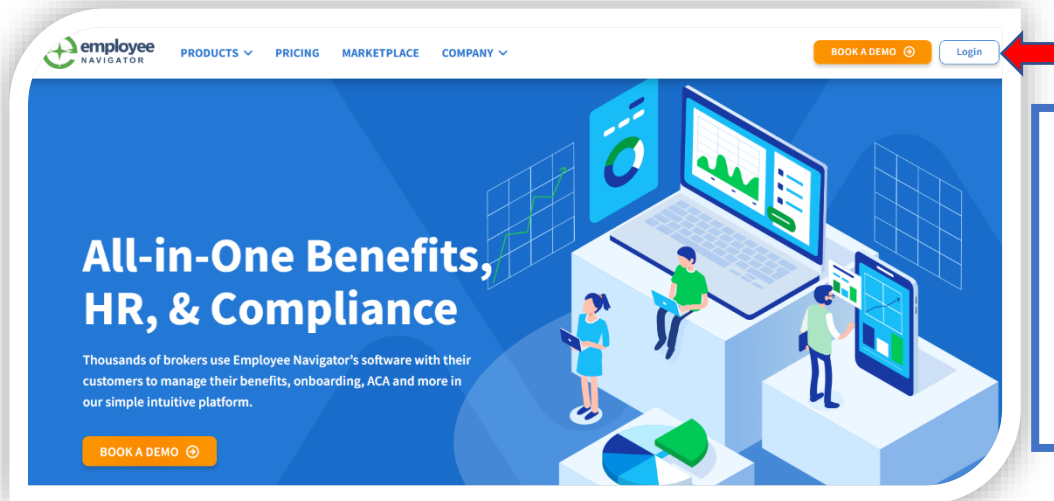 employee
NAVIGATOR
PRODUCTS
PRICING
MARKETPLACE
COMPANY
BOOK A DEMO
Login
All-in-One Benefits,
HR, & Compliance
Thousands of brokers use Employee Navigator's software with their
customers to manage their benefits, onboarding, ACA and more in
our simple intuitive platform.
BOOK A DEMO